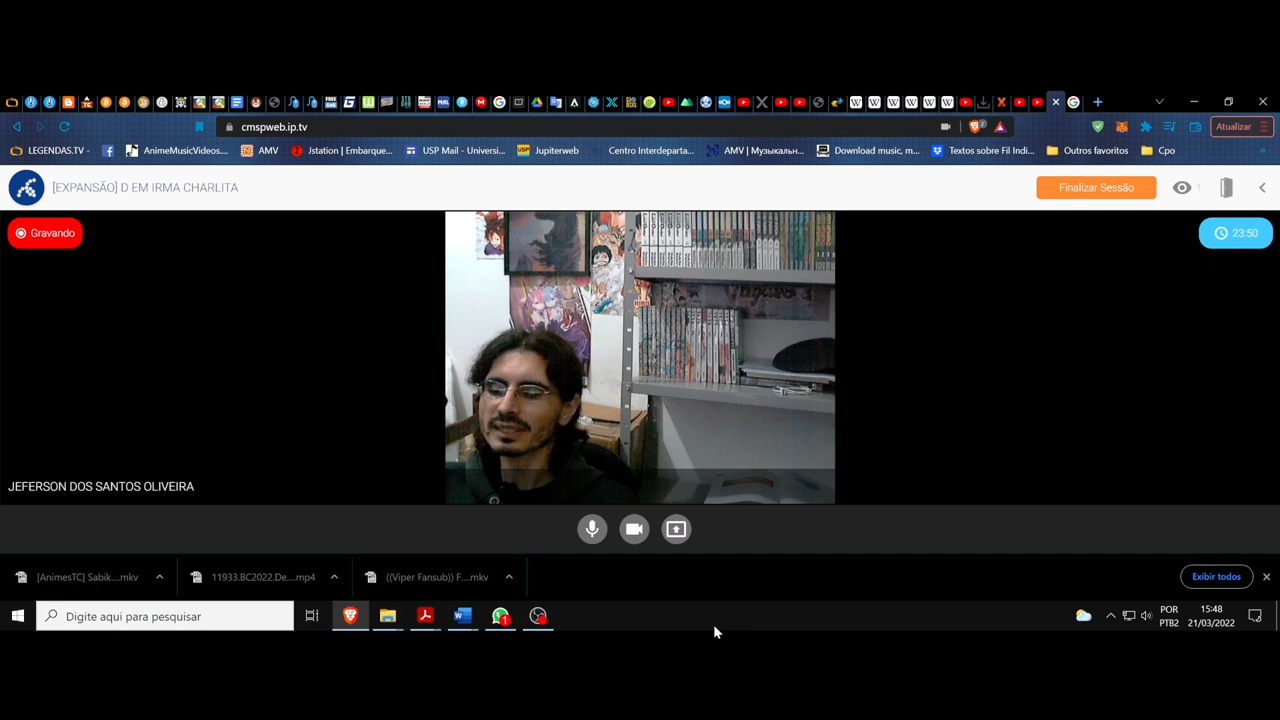 cmspweb.ip.tv
2
Atualizar
LEGENDAS.TV -
AnimeMusicVideos....
AMV
Jstation | Embarque...
USP Mail - Universi...
Jupiterweb
Centro Interdeparta...
AMV | Музыкальн...
Download music, m...
Textos sobre Fil Indi...
Outros favoritos
Cpo
[EXPANSÃO] D EM IRMA CHARLITA
Finalizar Sessão
1
Gravando
23:50
JEFERSON DOS SANTOS OLIVEIRA
[AnimesTC] Sabik....mkv
11933.BC2022.De....mp4
((Viper Fansub)) F....mkv
Exibir todos
Digite aqui para pesquisar
1
POR
PTB2
15:48
21/03/2022